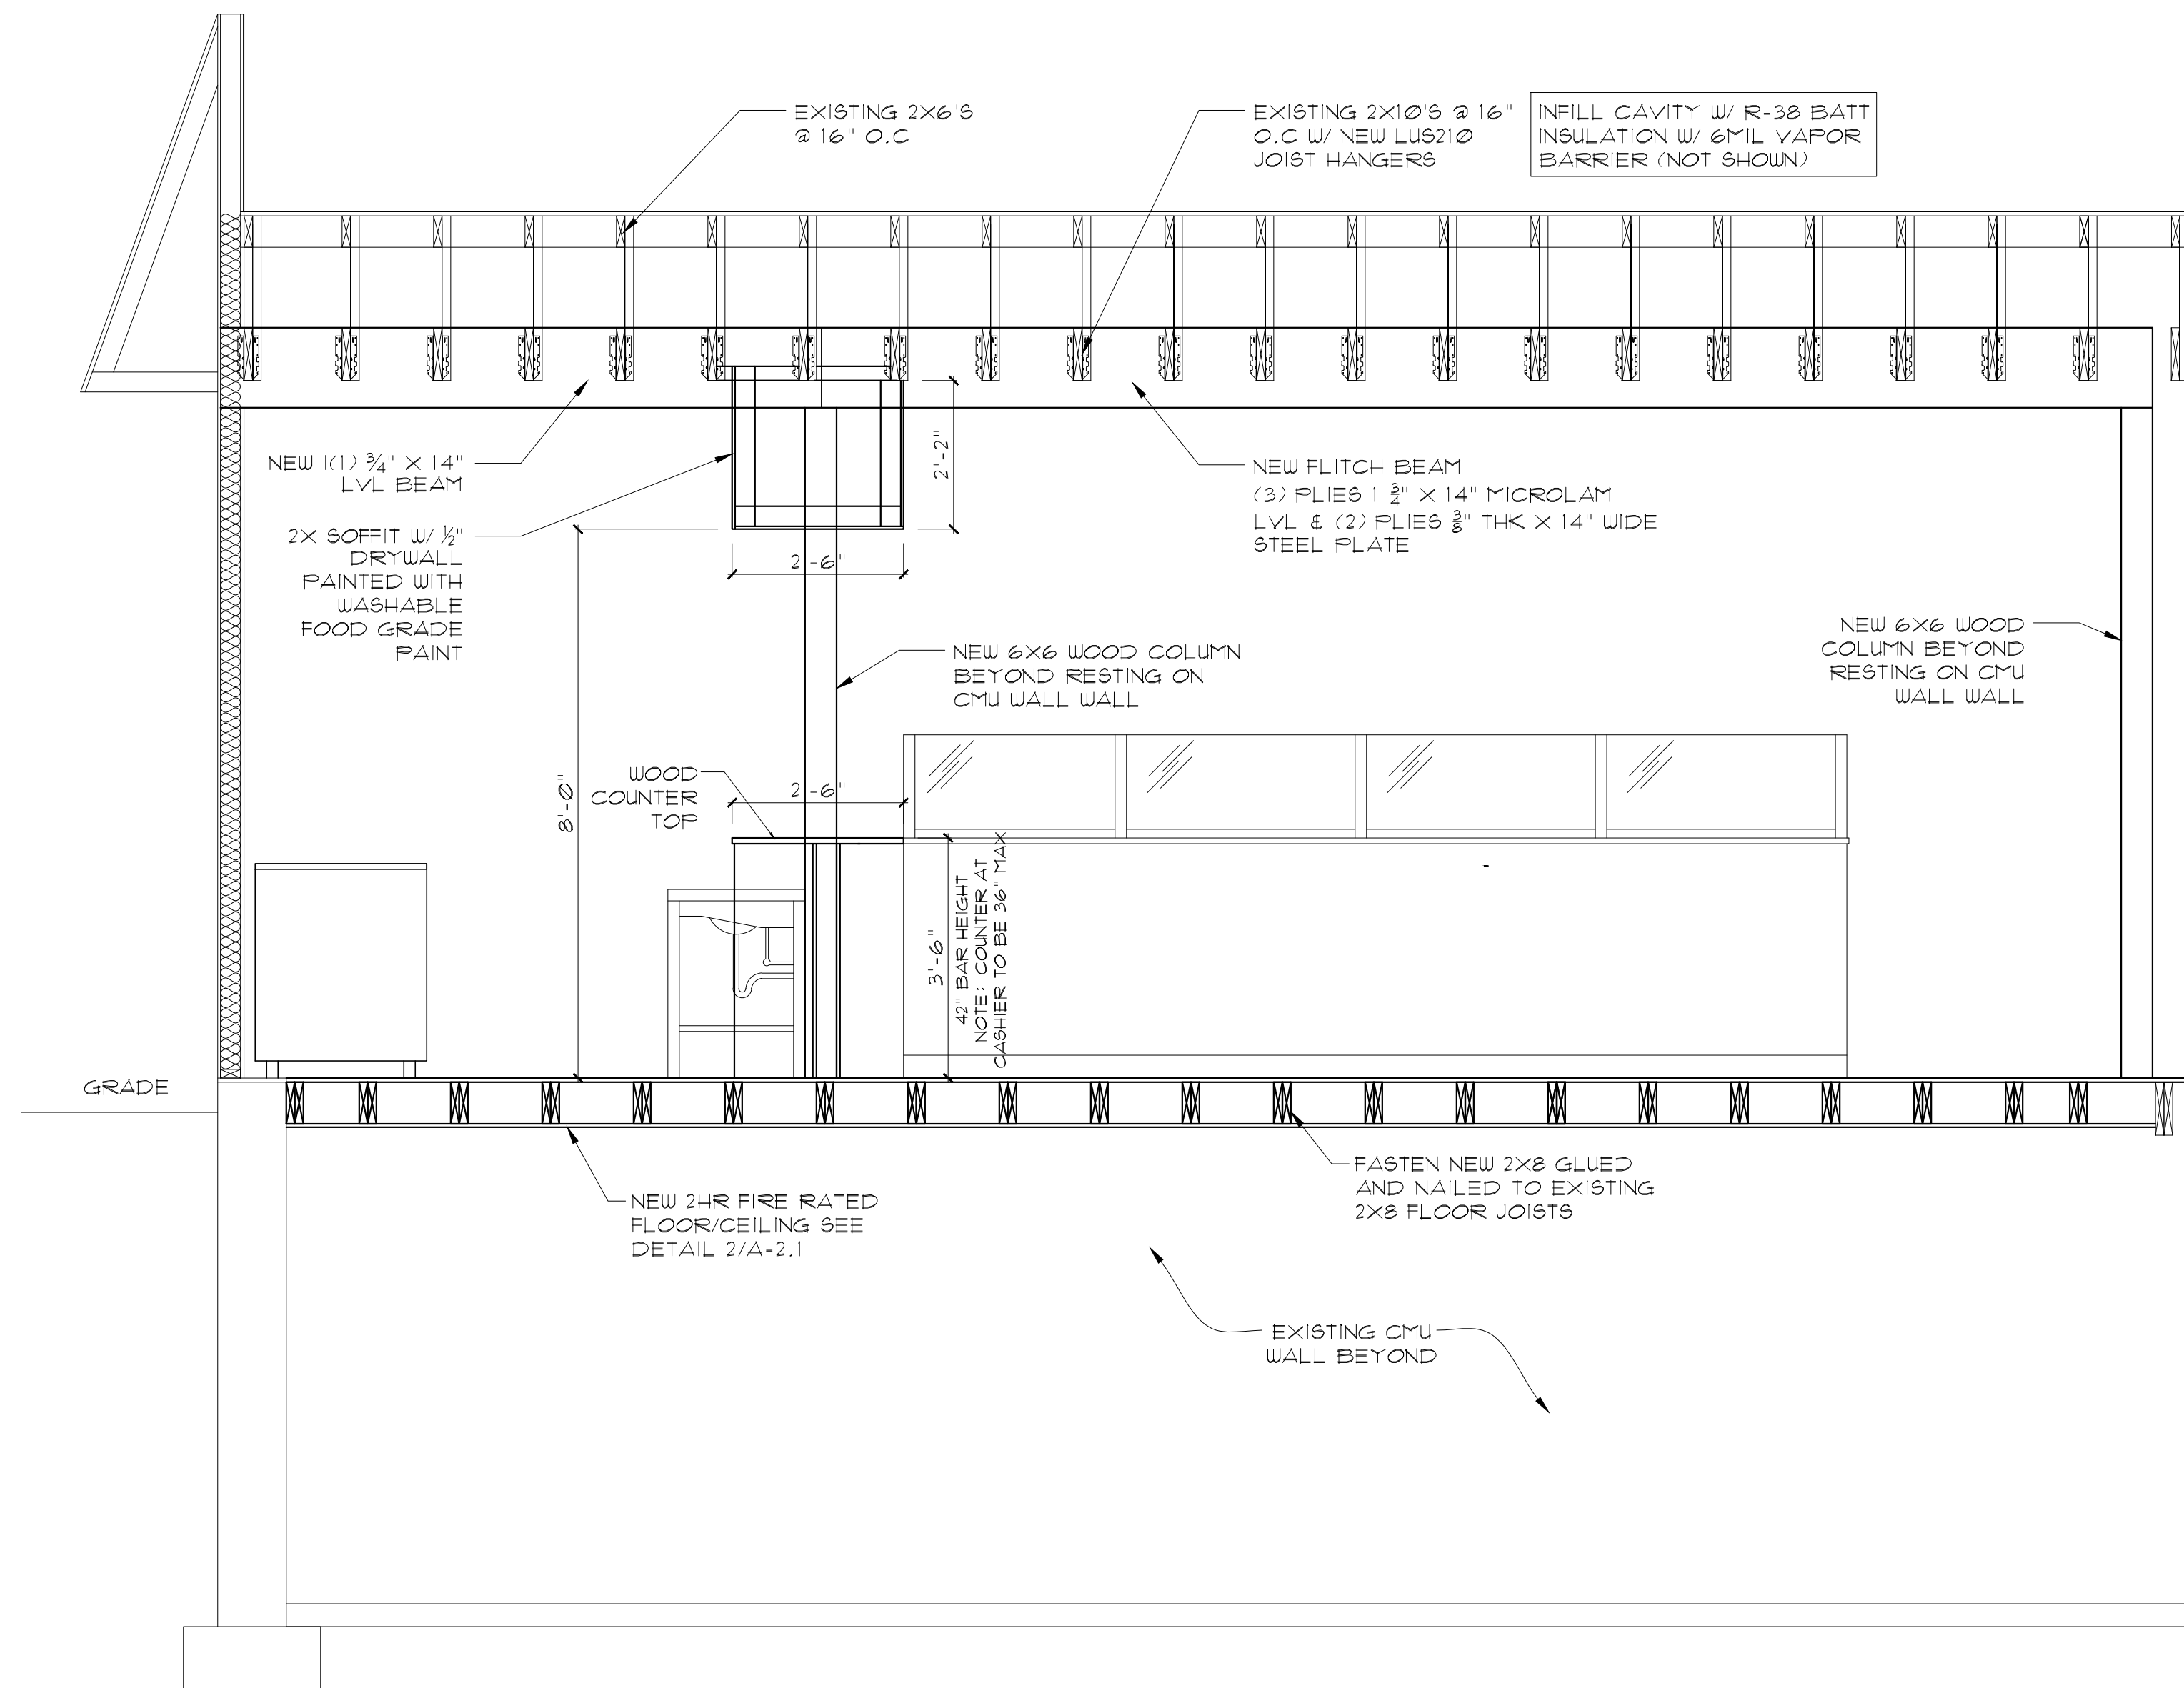 EXISTING 2X6'S
@ 16" O.C
EXISTING 2X10'S @ 16"
O.C W/ NEW LUS210
JOIST HANGERS
INFILL CAVITY W/ R-38 BATT
INSULATION W/ 6MIL VAPOR
BARRIER (NOT SHOWN)
NEW 1(1) ¾" X 14"
LVL BEAM
2X SOFFIT W/ ½"
DRYWALL
PAINTED WITH
WASHABLE
FOOD GRADE
PAINT
2'-2"
2'-6"
NEW FLITCH BEAM
(3) PLIES 1 ¾" X 14" MICROLAM
LVL & (2) PLIES ⅜" THK X 14" WIDE
STEEL PLATE
NEW 6X6 WOOD COLUMN
BEYOND RESTING ON
CMU WALL WALL
NEW 6X6 WOOD
COLUMN BEYOND
RESTING ON CMU
WALL WALL
8'-0"
WOOD
COUNTER
TOP
2'-6"
3'-6"
42" BAR HEIGHT
NOTE: COUNTER AT
CASHIER TO BE 36" MAX
GRADE
NEW 2HR FIRE RATED
FLOOR/CEILING SEE
DETAIL 2/A-2.1
FASTEN NEW 2X8 GLUED
AND NAILED TO EXISTING
2X8 FLOOR JOISTS
EXISTING CMU
WALL BEYOND